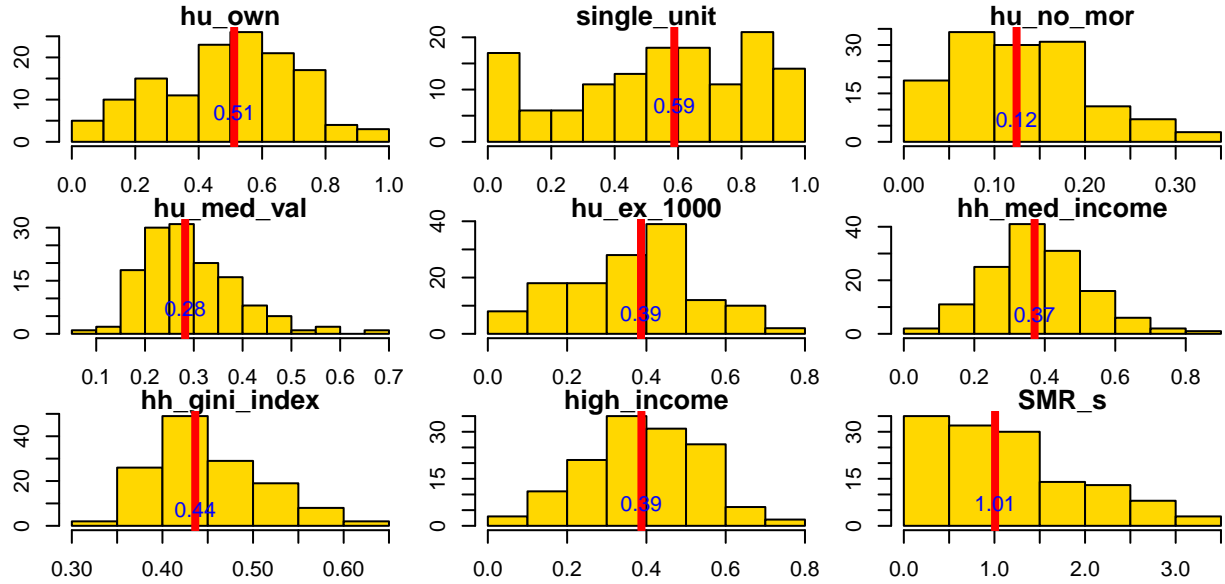 hu_own single_unit hu_no_mor
0 10 20 0 10 20 0 15 30
0.51 0.59 0.12
0.0 0.2 0.4 0.6 0.8 1.0 0.0 0.2 0.4 0.6 0.8 1.0 0.00 0.10 0.20 0.30
hu_med_val hu_ex_1000 hh_med_income
0 15 30 0 20 40 0 20 40
0.28 0.39 0.37
0.1 0.2 0.3 0.4 0.5 0.6 0.7 0.0 0.2 0.4 0.6 0.8 0.0 0.2 0.4 0.6 0.8
hh_gini_index high_income SMR_s
0 20 40 0 15 30 0 15 30
0.44 0.39 1.01
0.30 0.40 0.50 0.60 0.0 0.2 0.4 0.6 0.8 0.0 1.0 2.0 3.0